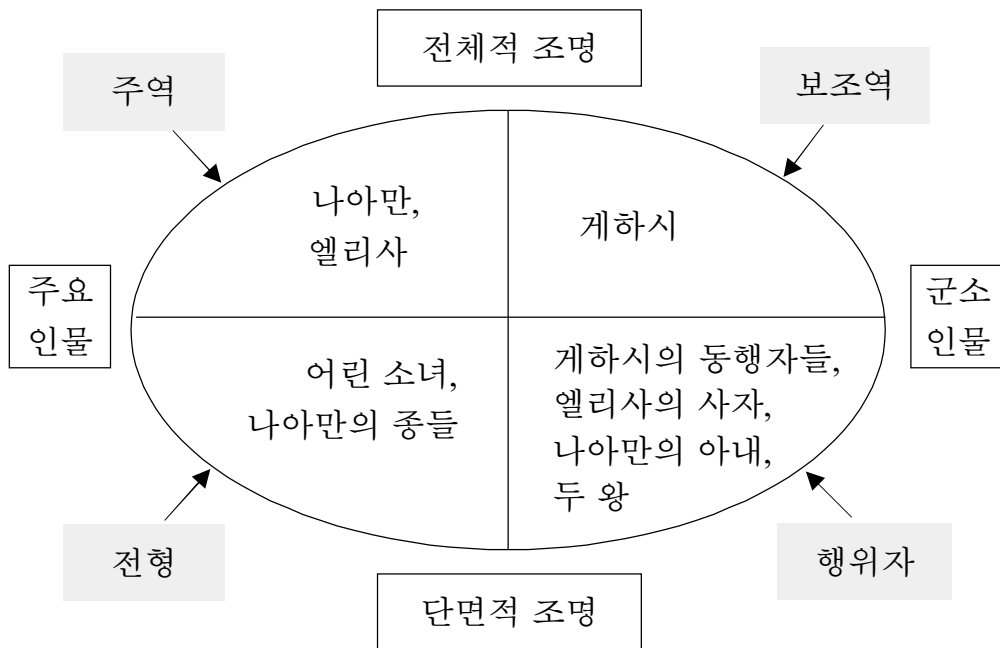 전체적 조명
주역
보조역
나아만,
엘리사
게하시
주요
인물
군소
인물
어린 소녀,
나아만의 종들
게하시의 동행자들,
엘리사의 사자,
나아만의 아내,
두 왕
전형
행위자
단면적 조명